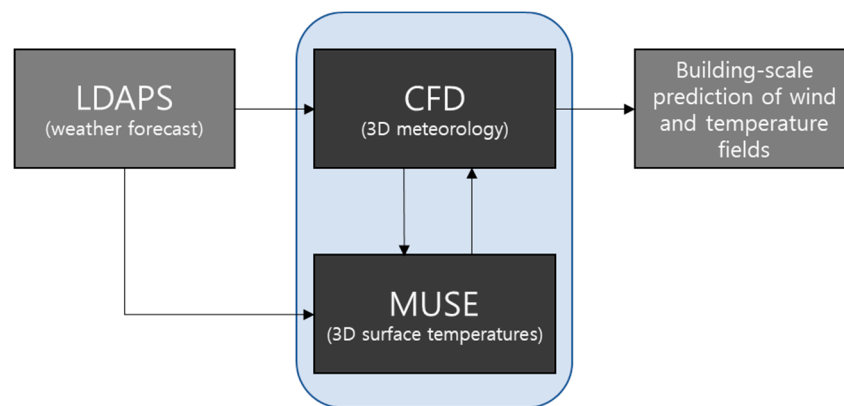 LDAPS
(weather forecast)
CFD
(3D meteorology)
Building-scale
prediction of wind
and temperature
fields
MUSE
(3D surface temperatures)